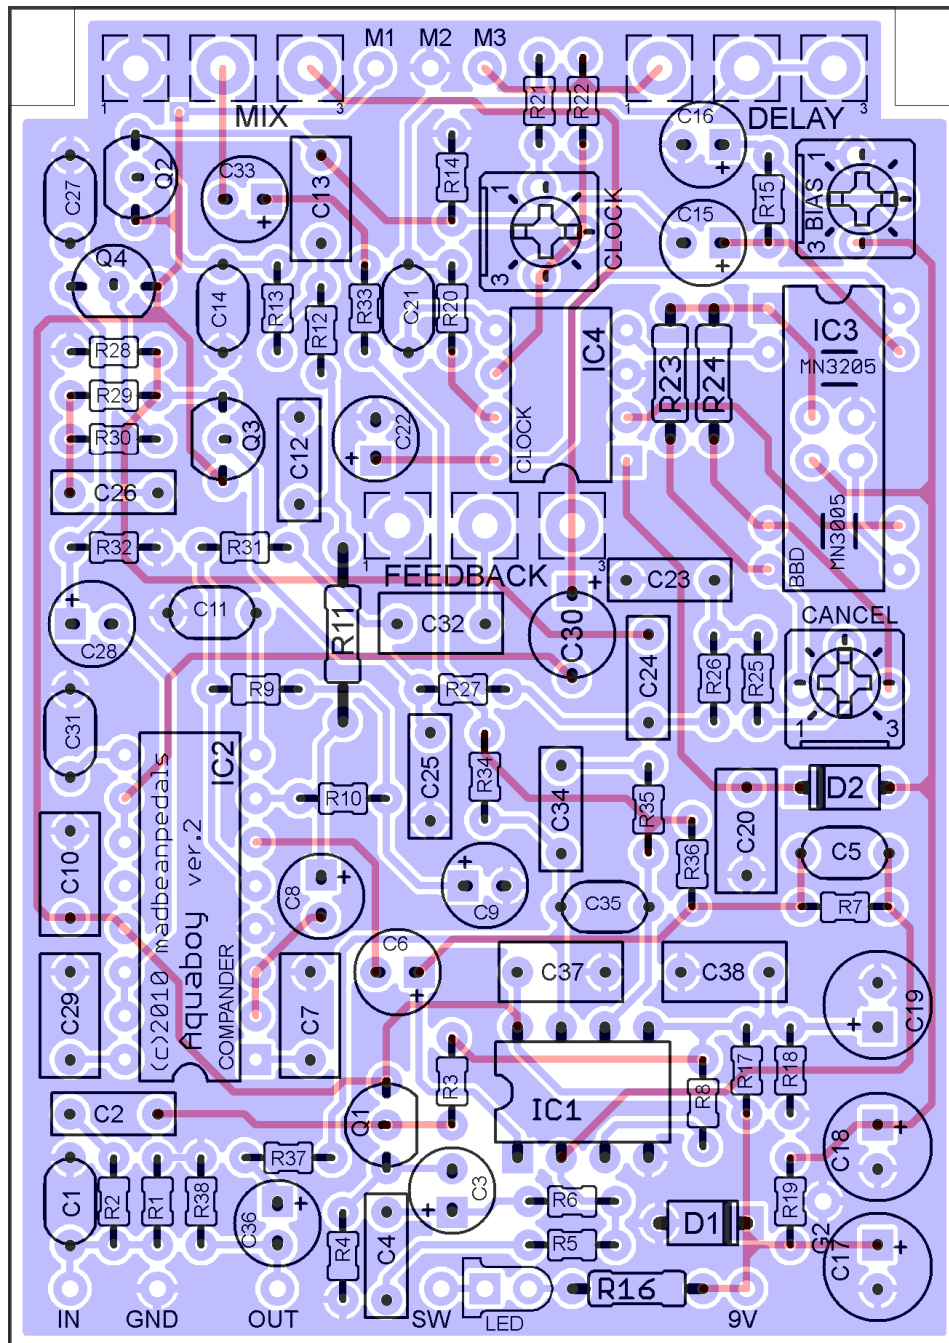 M1 M2 M3
1 MIX 3
R21 R22
C16
1 DELAY 3
C27
Q2
C33
C13
R14
1 CLOCK 3
C15
R15
1 BIAS 3
Q4
C14
R13
R12
R33
C21
R20
IC4
CLOCK
R23
R24
IC3
MN3205
MN3005
BBD
R28
R29
R30
Q3
C12
C22
C26
R32
R31
1 FEEDBACK 3
C23
C30
C28
C11
R11
C32
C24
CANCEL
1 3
R26
R25
R9
R27
C31
IC2
(c)2010 madbeanpedals
Aquaboy ver.2
COMPANDER
R10
C25
R34
C34
R35
R36
C20
D2
C5
R7
C10
C8
C9
C35
C6
C37
C38
C19
C29
C7
R3
IC1
R8
R17
R18
C2
Q1
C18
C1
R2
R1
R38
R37
C36
C3
R4
C4
R6
R5
D1
R19
G2
C17
R16
IN GND OUT SW LED 9V